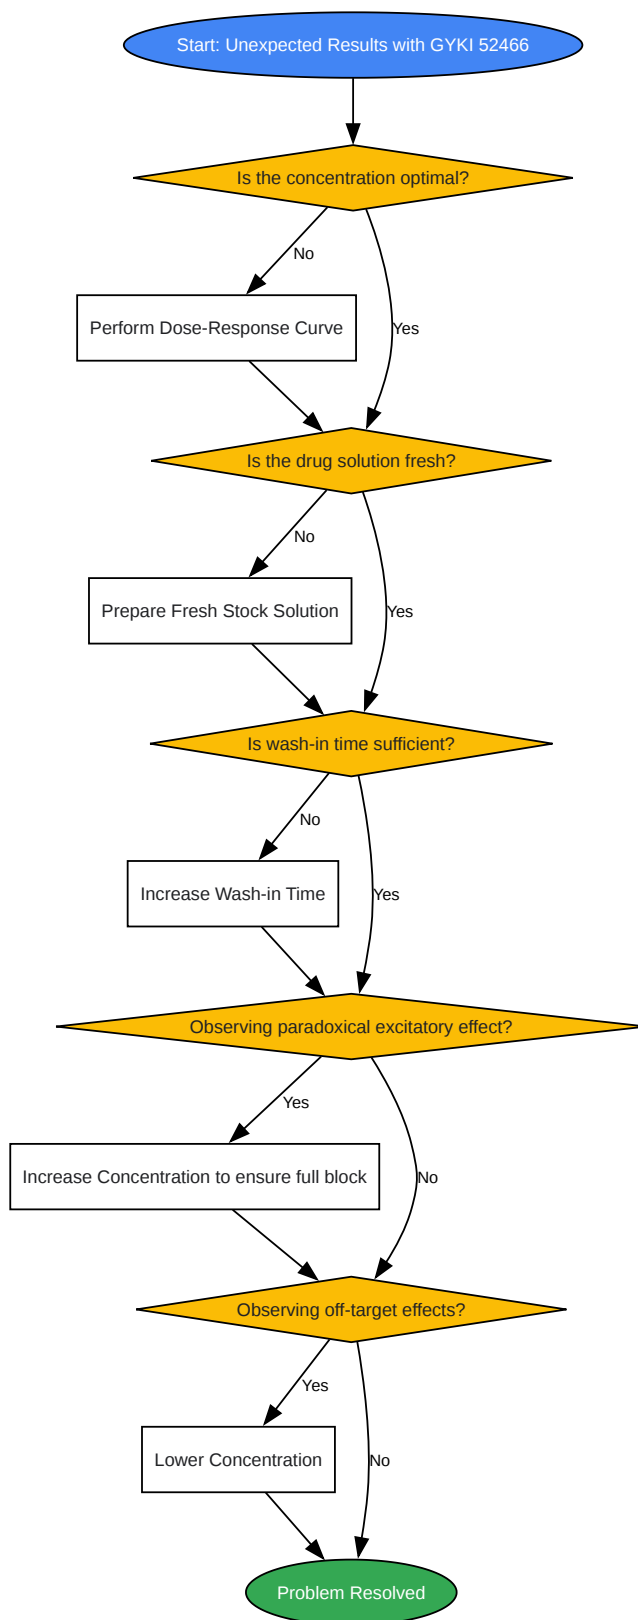 Start: Unexpected Results with GYKI 52466
Is the concentration optimal?
No
Perform Dose-Response Curve
Yes
Is the drug solution fresh?
No
Prepare Fresh Stock Solution
Yes
Is wash-in time sufficient?
No
Increase Wash-in Time
Yes
Observing paradoxical excitatory effect?
Yes
Increase Concentration to ensure full block
No
Observing off-target effects?
Yes
Lower Concentration
No
Problem Resolved